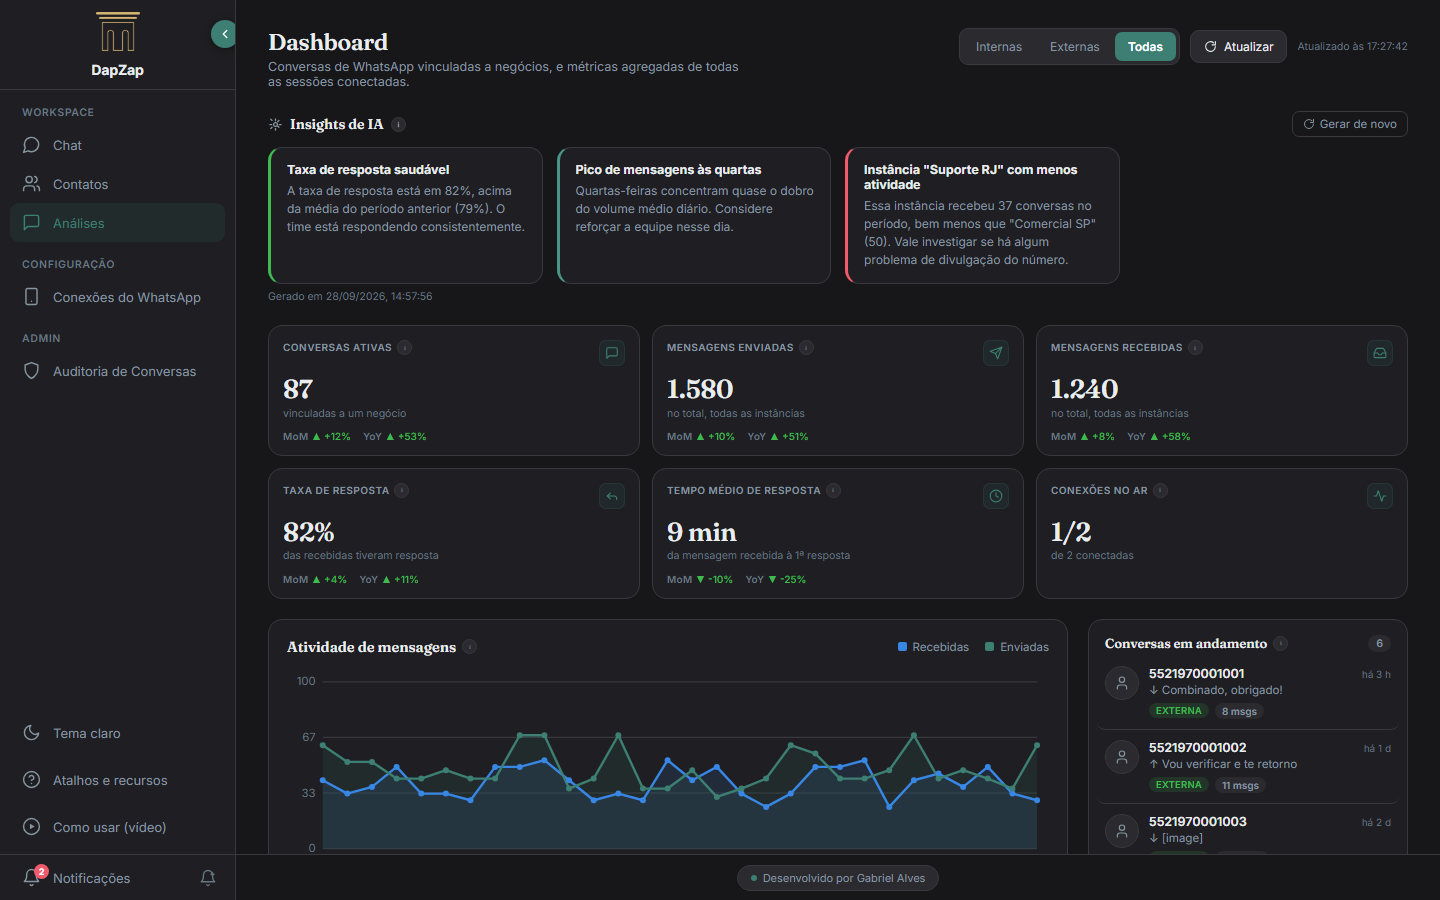 DapZap
WORKSPACE
Chat
Contatos
Análises
CONFIGURAÇÃO
Conexões do WhatsApp
ADMIN
Auditoria de Conversas
Tema claro
Atalhos e recursos
Como usar (vídeo)
2
Notificações
Dashboard
Conversas de WhatsApp vinculadas a negócios, e métricas agregadas de todas
as sessões conectadas.
Internas
Externas
Todas
Atualizar
Atualizado às 17:27:42
Insights de IA
Gerar de novo
Taxa de resposta saudável
A taxa de resposta está em 82%, acima
da média do período anterior (79%). O
time está respondendo consistentemente.
Pico de mensagens às quartas
Quartas-feiras concentram quase o dobro
do volume médio diário. Considere
reforçar a equipe nesse dia.
Instância "Suporte RJ" com menos
atividade
Essa instância recebeu 37 conversas no
período, bem menos que "Comercial SP"
(50). Vale investigar se há algum
problema de divulgação do número.
Gerado em 28/09/2026, 14:57:56
CONVERSAS ATIVAS
87
vinculadas a um negócio
MoM ▲ +12% YoY ▲ +53%
MENSAGENS ENVIADAS
1.580
no total, todas as instâncias
MoM ▲ +10% YoY ▲ +51%
MENSAGENS RECEBIDAS
1.240
no total, todas as instâncias
MoM ▲ +8% YoY ▲ +58%
TAXA DE RESPOSTA
82%
das recebidas tiveram resposta
MoM ▲ +4% YoY ▲ +11%
TEMPO MÉDIO DE RESPOSTA
9 min
da mensagem recebida à 1ª resposta
MoM ▼ -10% YoY ▼ -25%
CONEXÕES NO AR
1/2
de 2 conectadas
Atividade de mensagens
Recebidas
Enviadas
100
67
33
0
Conversas em andamento
6
5521970001001
há 3 h
↓ Combinado, obrigado!
EXTERNA
8 msgs
5521970001002
há 1 d
↑ Vou verificar e te retorno
EXTERNA
11 msgs
5521970001003
há 2 d
↓ [image]
Desenvolvido por Gabriel Alves